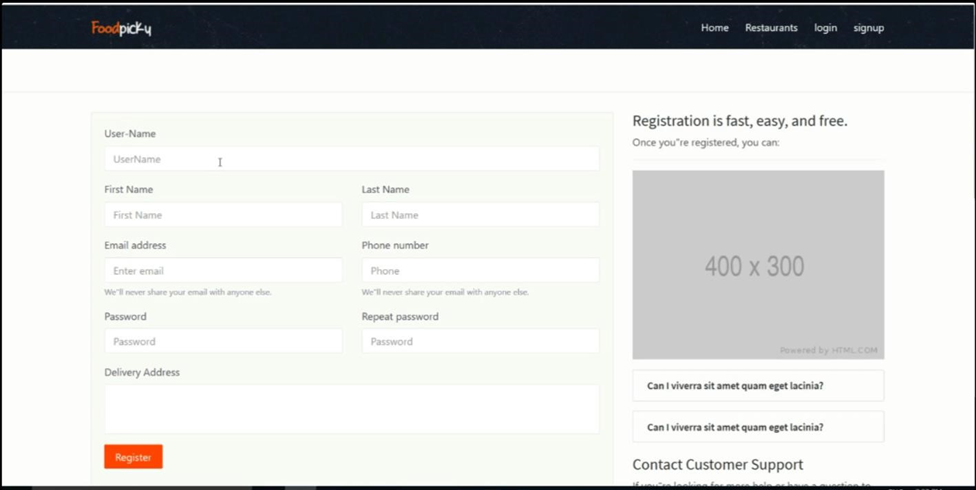 Foodpicky
Home Restaurants login signup
User-Name
UserName
First Name Last Name
First Name Last Name
Email address Phone number
Enter email Phone
We"ll never share your email with anyone else. We"ll never share your email with anyone else.
Password Repeat password
Password Password
Delivery Address
Register
Registration is fast, easy, and free.
Once you"re registered, you can:
400 x 300
Powered by HTML.COM
Can I viverra sit amet quam eget lacinia?
Can I viverra sit amet quam eget lacinia?
Contact Customer Support
If you"re looking for more help or have a question to